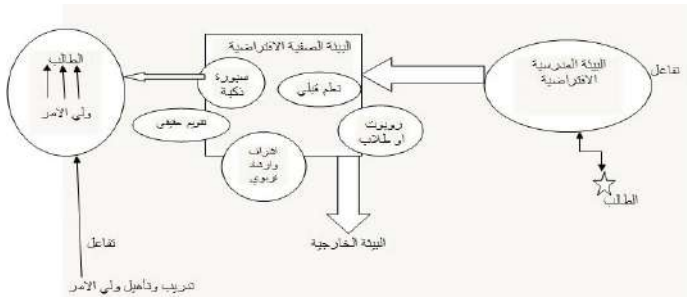 البيئة المدرسية
الافتراضية
تفاعل
الطالب
البيئة الصفية الافتراضية
تعلم قبلي
سبورة
ذكية
روبوت
او طلاب
تقويم حقيقي
اشراف
وارشاد
تربوي
البيئة الخارجية
الطالب
ولي الامر
تفاعل
تدريب وتأهيل ولي الامر